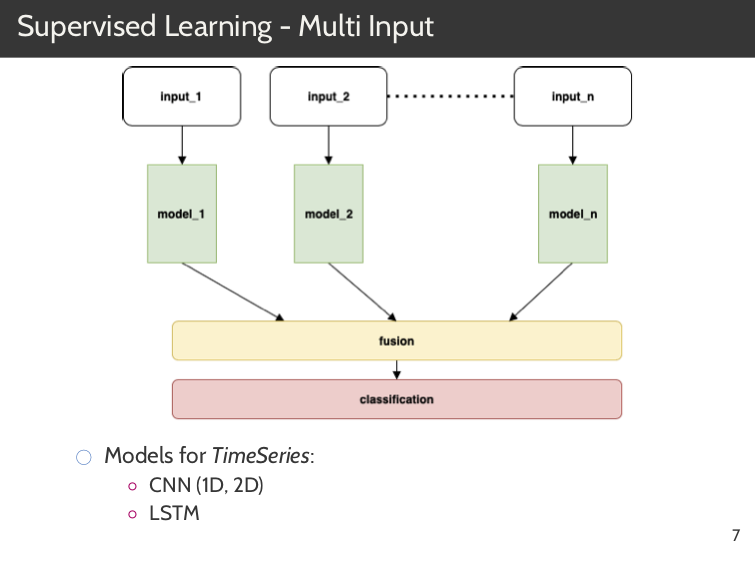 Supervised Learning - Multi Input
input_1 input_2 input_n
model_1 model_2 model_n
fusion
classification
Models for TimeSeries:
CNN (1D, 2D)
LSTM
7